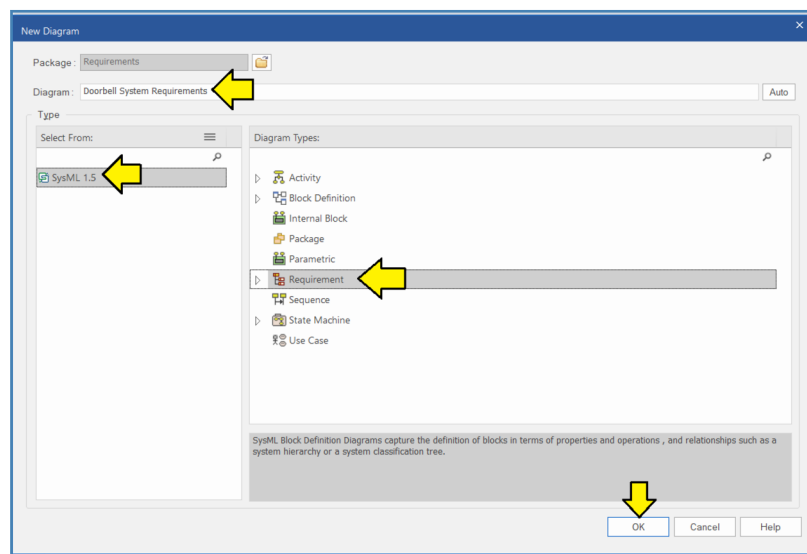 New Diagram
Package : Requirements
Diagram : Doorbell System Requirements Auto
Type
Select From:
Diagram Types:
SysML 1.5
Activity
Block Definition
Internal Block
Package
Parametric
Requirement
Sequence
State Machine
Use Case
SysML Block Definition Diagrams capture the definition of blocks in terms of properties and operations , and relationships such as a
system hierarchy or a system classification tree.
OK Cancel Help